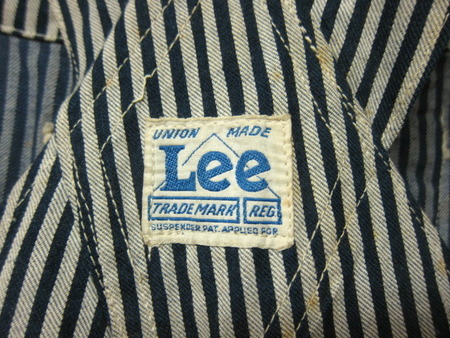 UNION MADE
Lee
TRADE MARK REG.
SUSPENDER PAT. APPLIED FOR